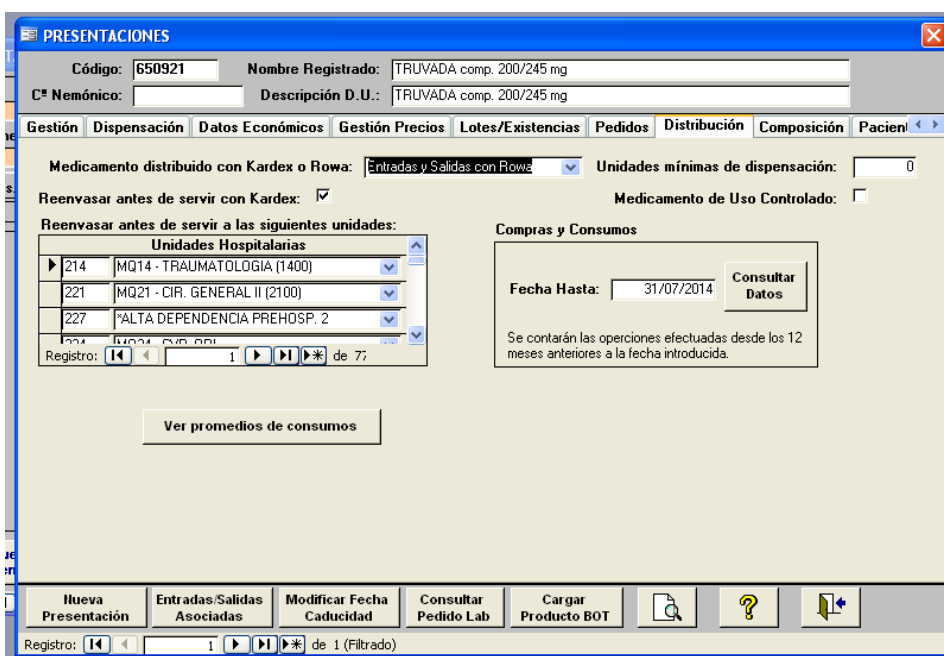 PRESENTACIONES
Código: 650921 Nombre Registrado: TRUVADA comp. 200/245 mg
Cª Nemónico: Descripción D.U.: TRUVADA comp. 200/245 mg
Gestión Dispensación Datos Económicos Gestión Precios Lotes/Existencias Pedidos Distribución Composición Pacient
Medicamento distribuido con Kardex o Rowa: Entradas y Salidas con Rowa Unidades mínimas de dispensación: 0
Reenvasar antes de servir con Kardex: Medicamento de Uso Controlado:
Reenvasar antes de servir a las siguientes unidades:
Unidades Hospitalarias
214 MQ14 - TRAUMATOLOGIA (1400)
221 MQ21 - CIR. GENERAL II (2100)
227 *ALTA DEPENDENCIA PREHOSP. 2
Registro: 1 de 77
Compras y Consumos
Fecha Hasta: 31/07/2014 Consultar Datos
Se contarán las operciones efectuadas desde los 12
meses anteriores a la fecha introducida.
Ver promedios de consumos
Nueva Presentación Entradas/Salidas Asociadas Modificar Fecha Caducidad Consultar Pedido Lab Cargar Producto BOT
Registro: 1 de 1 (Filtrado)